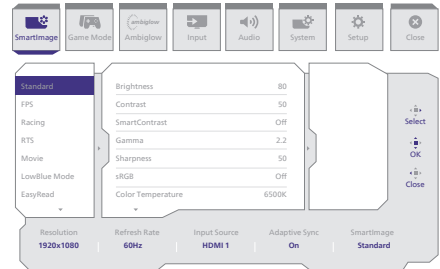 ambiglow
SmartImage Game Mode Ambiglow Input Audio System Setup Close
Standard
FPS
Racing
RTS
Movie
LowBlue Mode
EasyRead
Brightness 80
Contrast 50
SmartContrast Off
Gamma 2.2
Sharpness 50
sRGB Off
Color Temperature 6500K
Select
OK
Close
Resolution Refresh Rate Input Source Adaptive Sync SmartImage
1920x1080 60Hz HDMI 1 On Standard